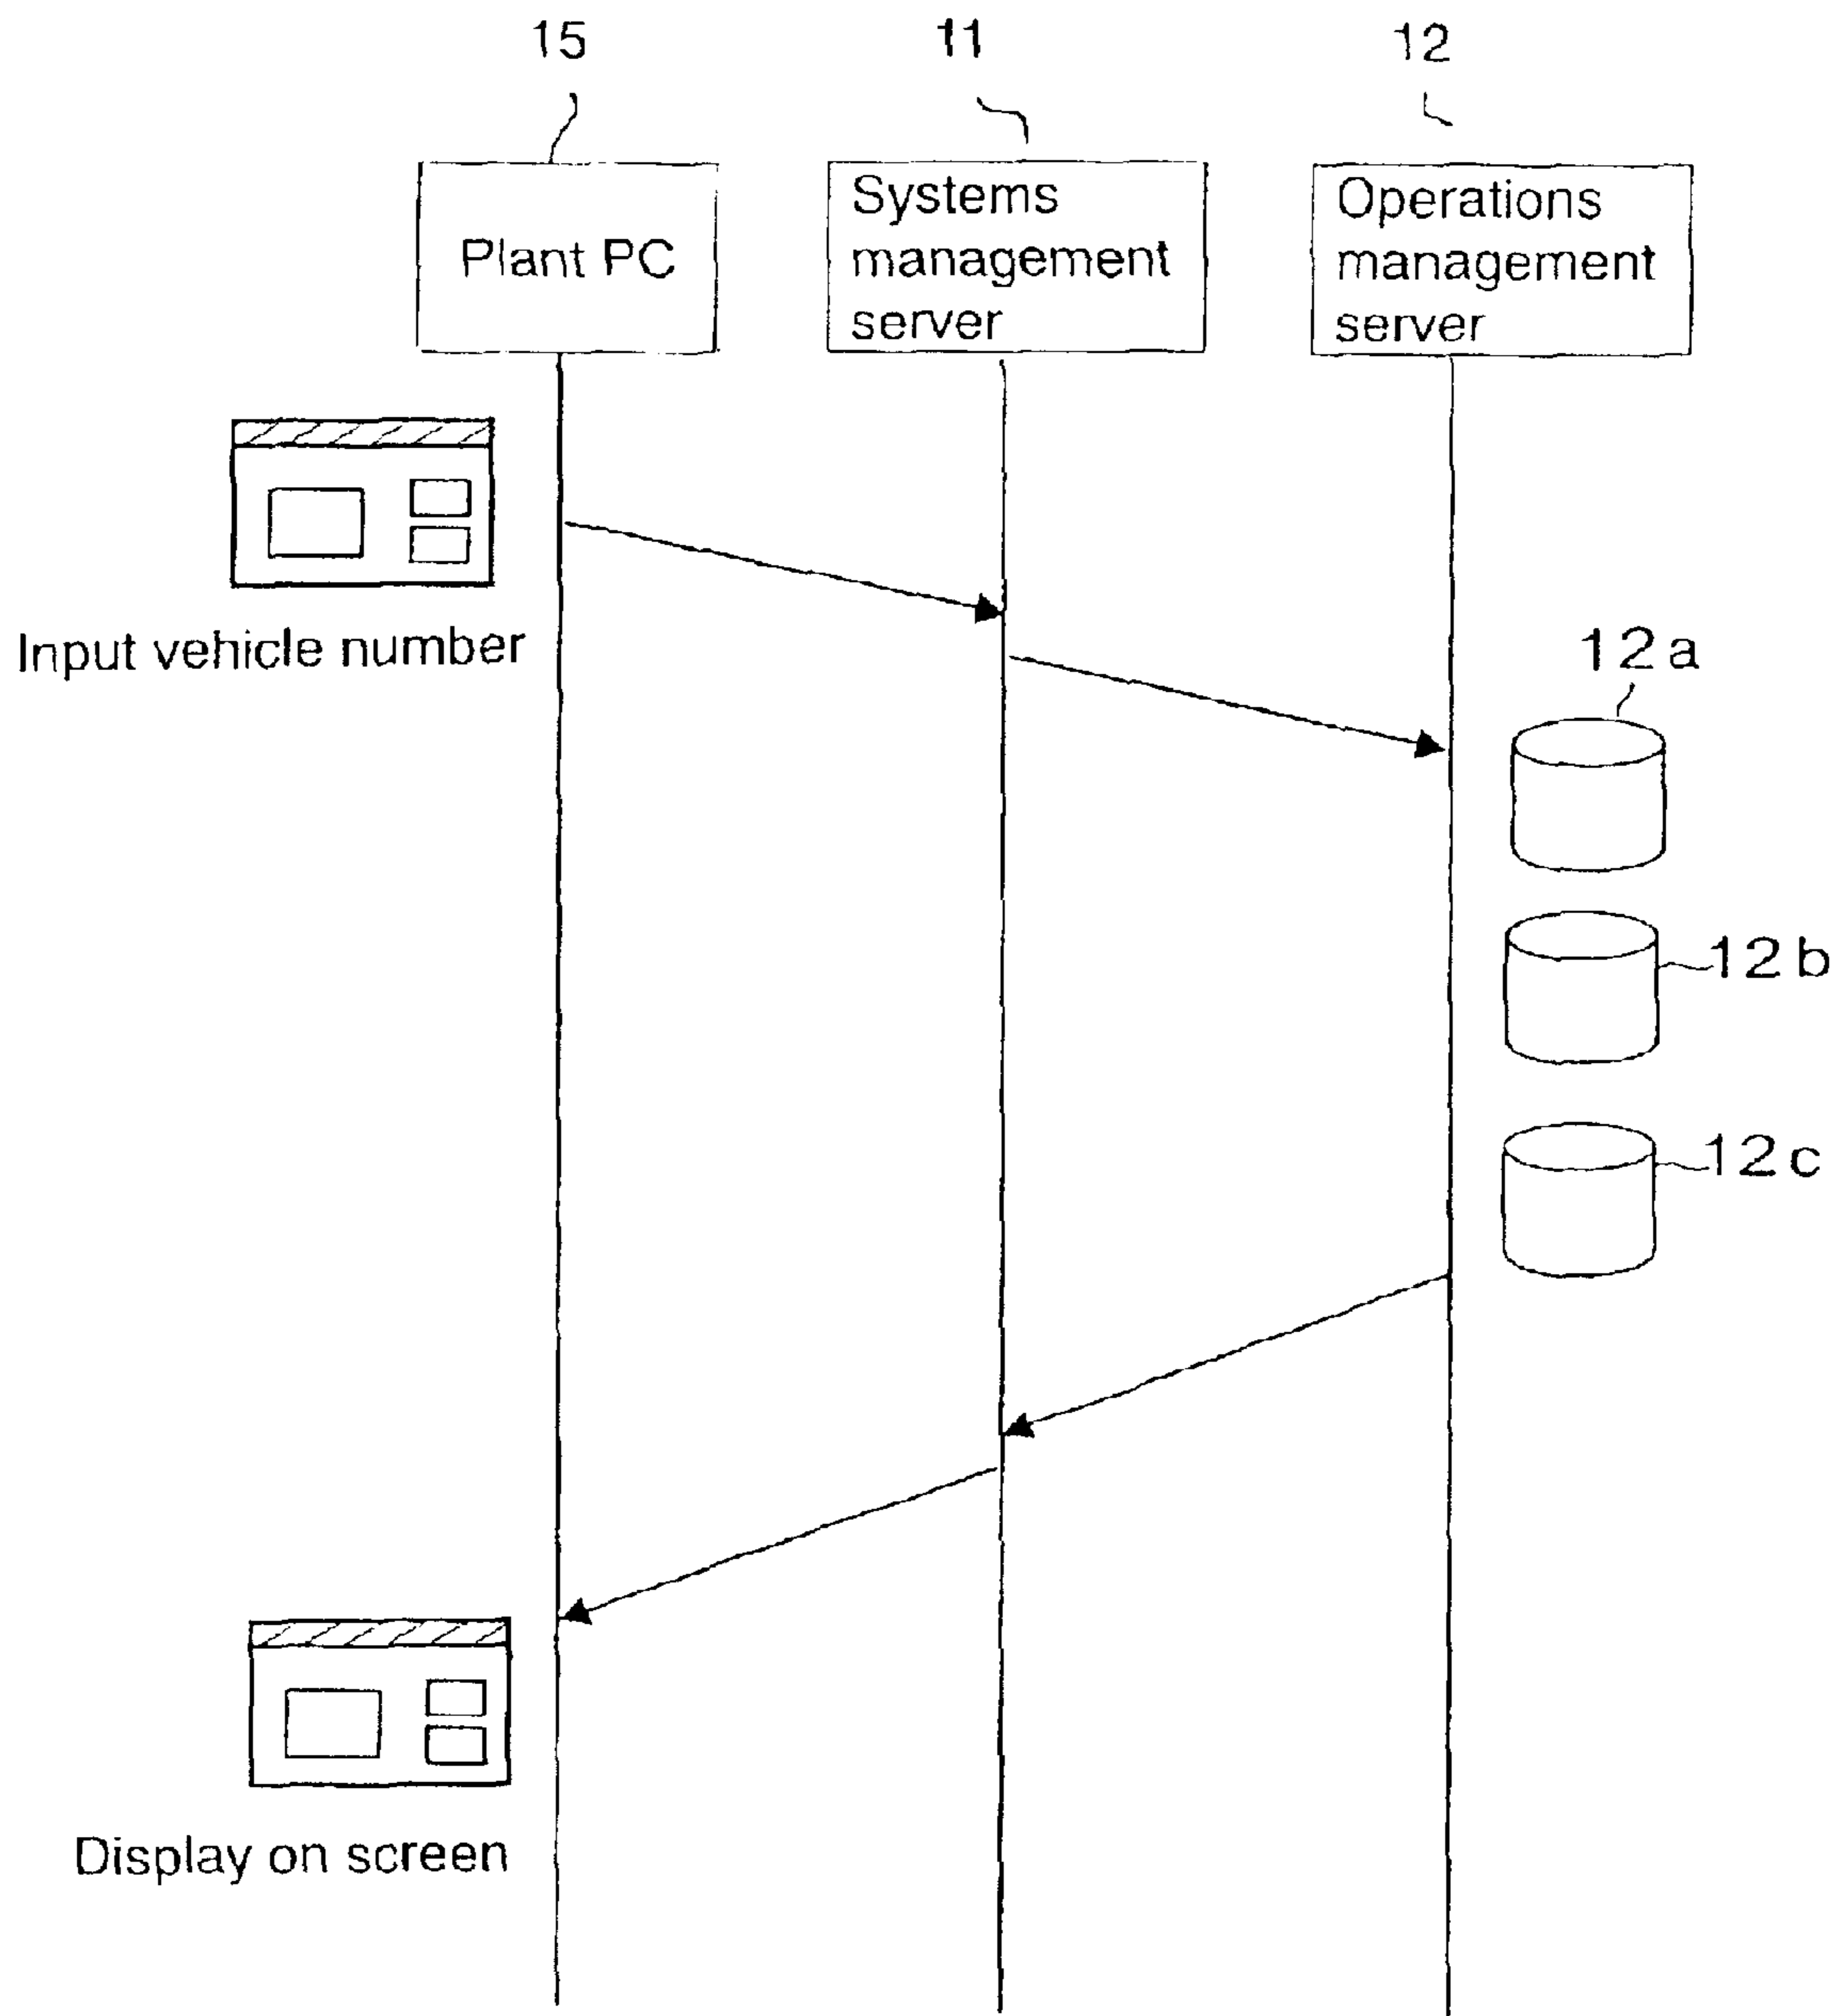 15
11
12
Plant PC
Systems
management
server
Operations
management
server
Input vehicle number
12a
12b
12c
Display on screen